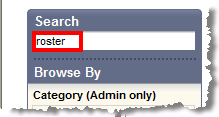 Search
roster
Browse By
Category (Admin only)